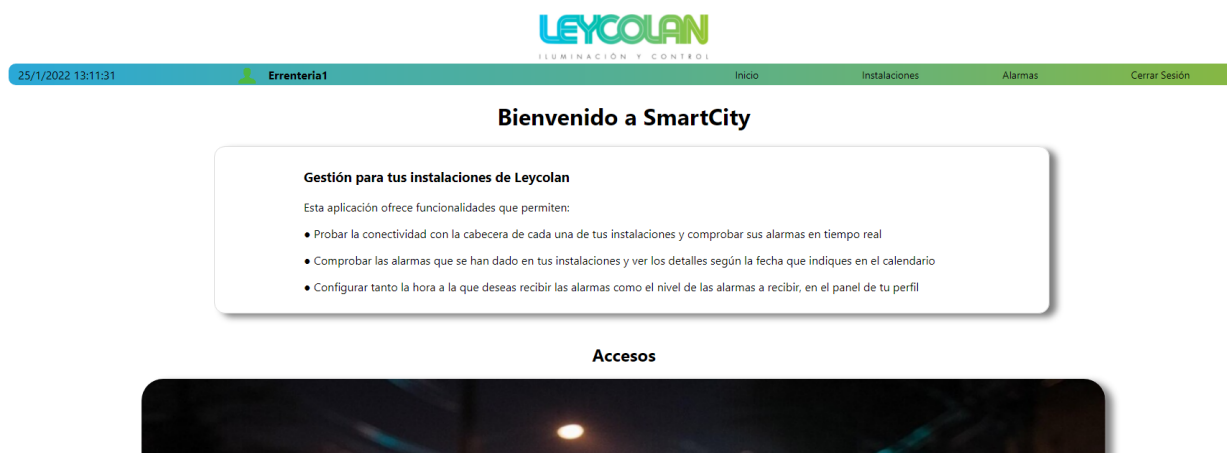 LEYCOLAN
ILUMINACIÓN Y CONTROL
25/1/2022 13:11:31 Errenteria1 Inicio Instalaciones Alarmas Cerrar Sesión
Bienvenido a SmartCity
Gestión para tus instalaciones de Leycolan
Esta aplicación ofrece funcionalidades que permiten:
● Probar la conectividad con la cabecera de cada una de tus instalaciones y comprobar sus alarmas en tiempo real
● Comprobar las alarmas que se han dado en tus instalaciones y ver los detalles según la fecha que indiques en el calendario
● Configurar tanto la hora a la que deseas recibir las alarmas como el nivel de las alarmas a recibir, en el panel de tu perfil
Accesos